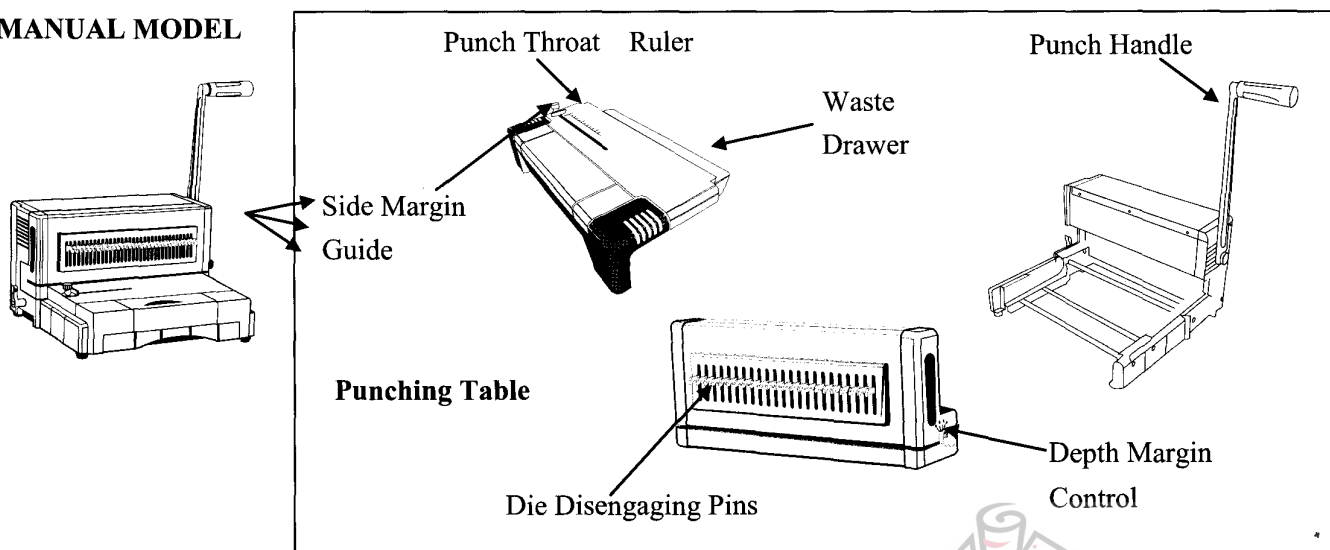 MANUAL MODEL
Punch Throat Ruler
Punch Handle
Waste
Drawer
Side Margin
Guide
Punching Table
Depth Margin
Control
Die Disengaging Pins